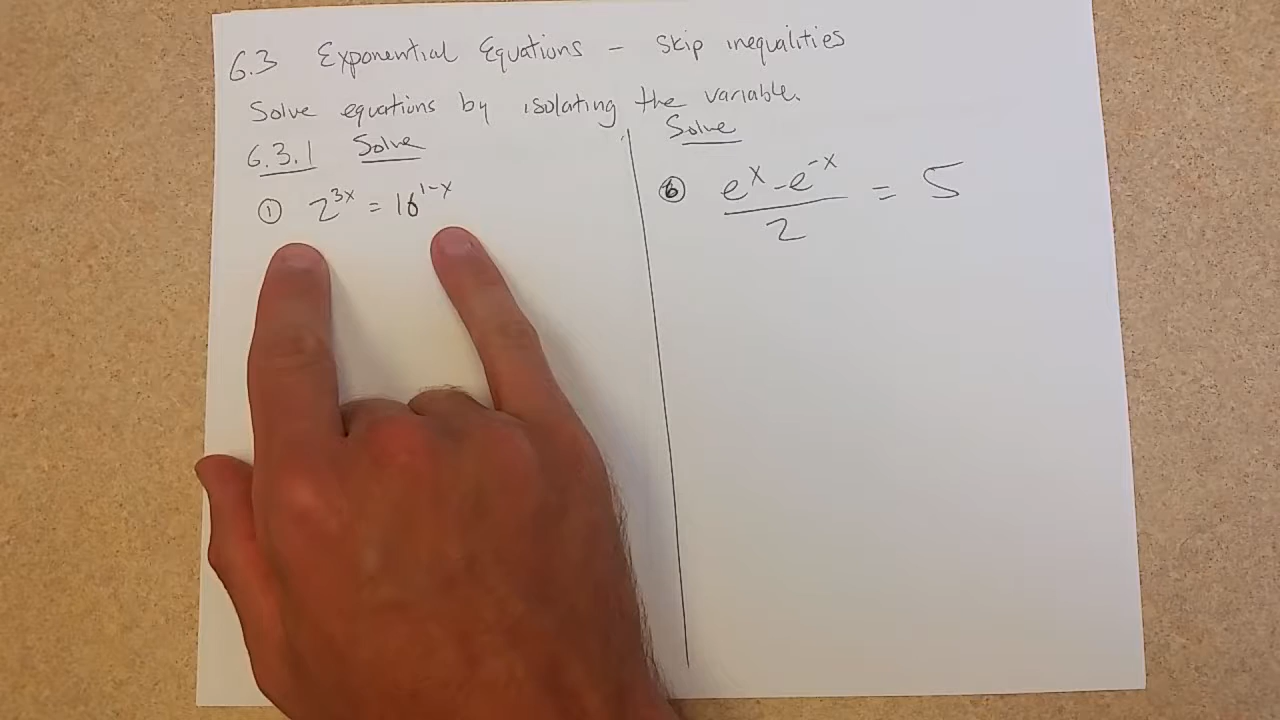 6.3 Exponential Equations - Skip inequalities
Solve equations by isolating the variable.
6.3.1 Solve
① 2^{3x} = 16^{1-x}
Solve
⑥ \frac{e^x - e^{-x}}{2} = 5